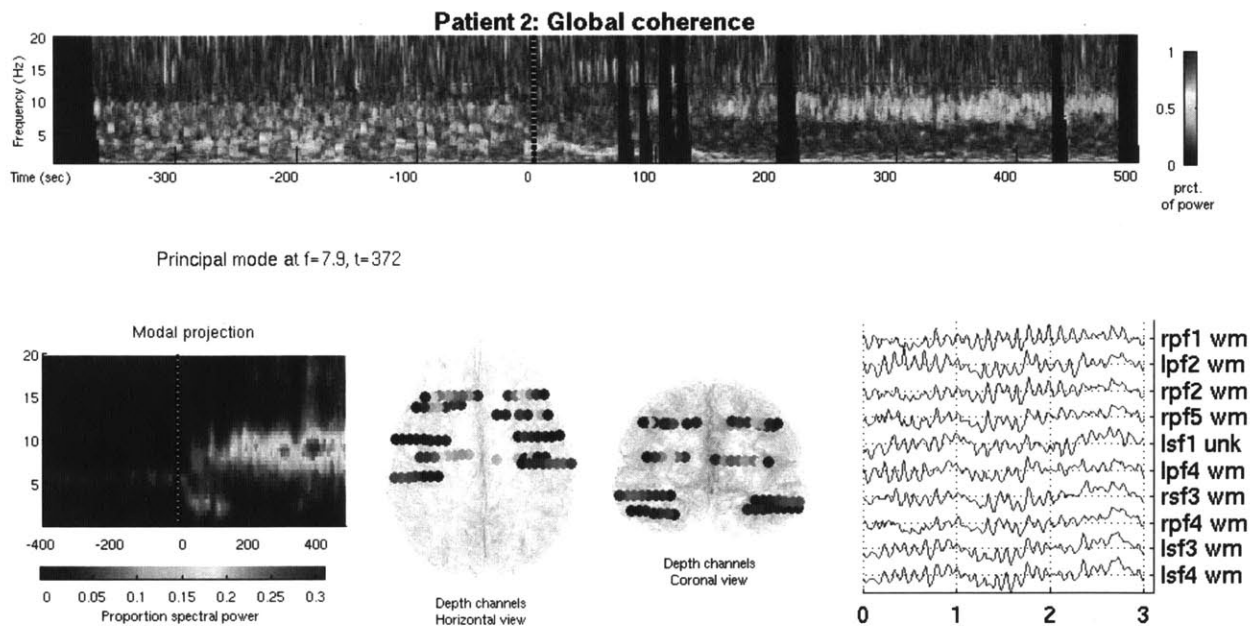 Patient 2: Global coherence
Frequency (Hz)
20
15
10
5
Time (sec)
-300
-200
-100
0
100
200
300
400
500
1
0.5
0
prct.
of power
Principal mode at f=7.9, t=372
Modal projection
20
15
10
5
-400
-200
0
200
400
0
0.05
0.1
0.15
0.2
0.25
0.3
Proportion spectral power
Depth channels
Horizontal view
Depth channels
Coronal view
rpf1 wm
lpf2 wm
rpf2 wm
rpf5 wm
lsf1 unk
lpf4 wm
rsf3 wm
rpf4 wm
lsf3 wm
lsf4 wm
0
1
2
3